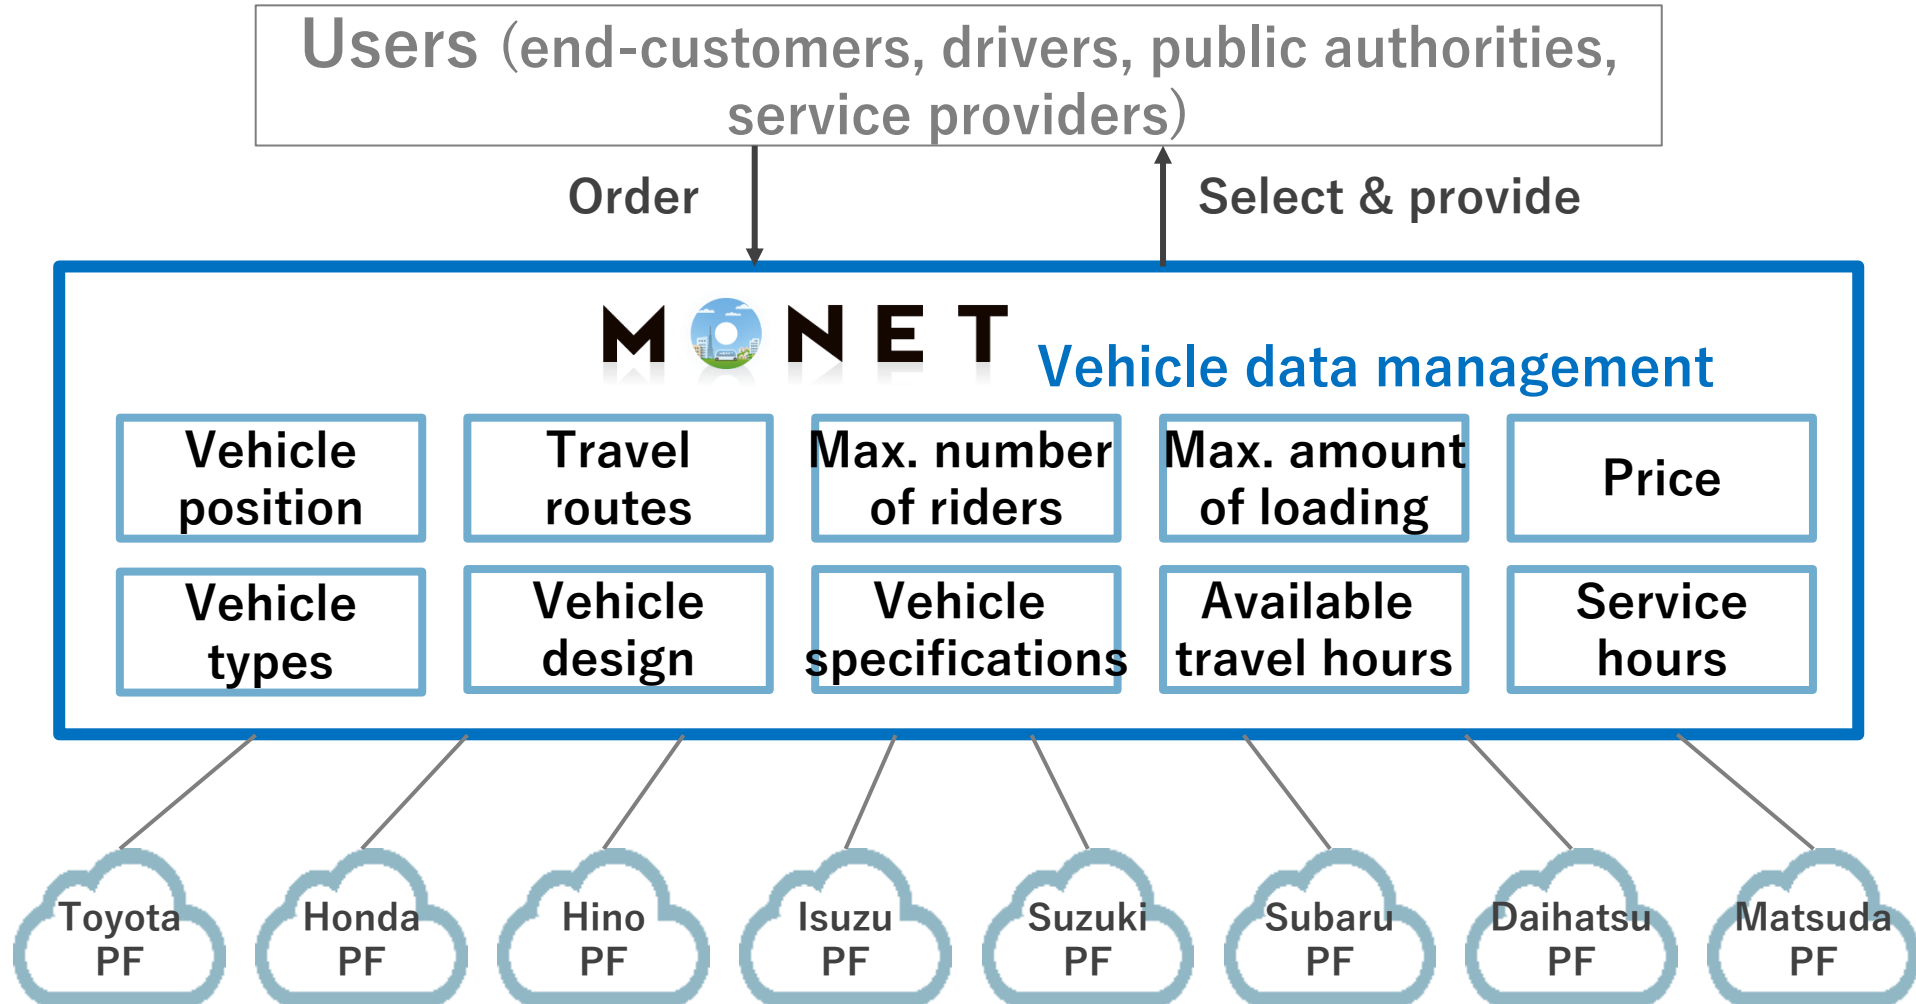 Users (end-customers, drivers, public authorities,
service providers)
Order
Select & provide
MONET
Vehicle data management
Vehicle
position
Travel
routes
Max. number
of riders
Max. amount
of loading
Price
Vehicle
types
Vehicle
design
Vehicle
specifications
Available
travel hours
Service
hours
Toyota
PF
Honda
PF
Hino
PF
Isuzu
PF
Suzuki
PF
Subaru
PF
Daihatsu
PF
Matsuda
PF